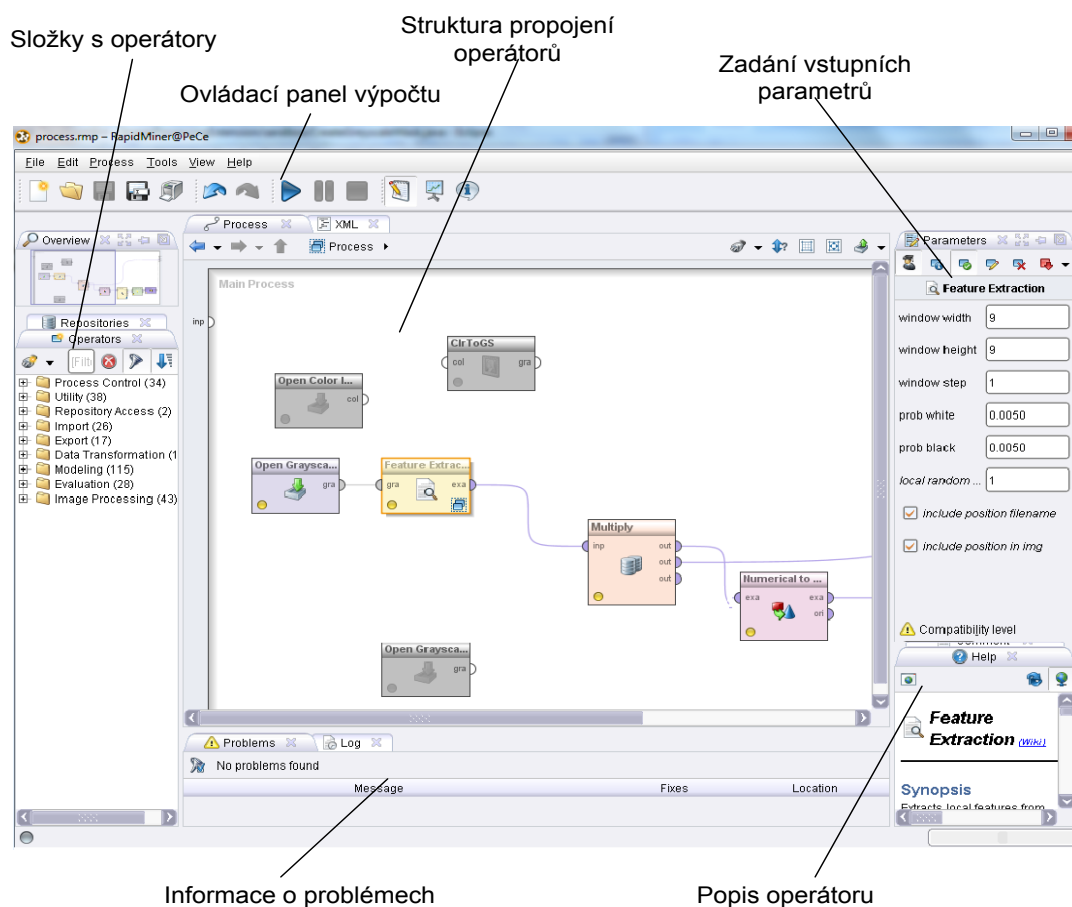 Složky s operátory
Struktura propojení
operátorů
Ovládací panel výpočtu
Zadání vstupních
parametrů
process.rmp – RapidMiner@PeCe
File Edit Process Tools View Help
Process
XML
Overview
Process
Parameters
Main Process
Feature Extraction
inp
Repositories
Operators
[Filt
window width 9
window height 9
window step 1
prob white 0.0050
prob black 0.0050
local random ... 1
include position filename
include position in img
Process Control (34)
Utility (38)
Repository Access (2)
Import (26)
Export (17)
Data Transformation (1
Modeling (115)
Evaluation (28)
Image Processing (43)
ClrToGS
col gra
Open Color I...
col
Open Graysca...
gra
Feature Extrac...
gra exa
Multiply
inp out
out
out
Numerical to ...
exa exa
ori
Open Graysca...
gra
Compatibility level
Comment
Help
Feature
Extraction (Wiki)
Synopsis
Extracts local features from
Problems
Log
No problems found
Message Fixes Location
Informace o problémech
Popis operátoru